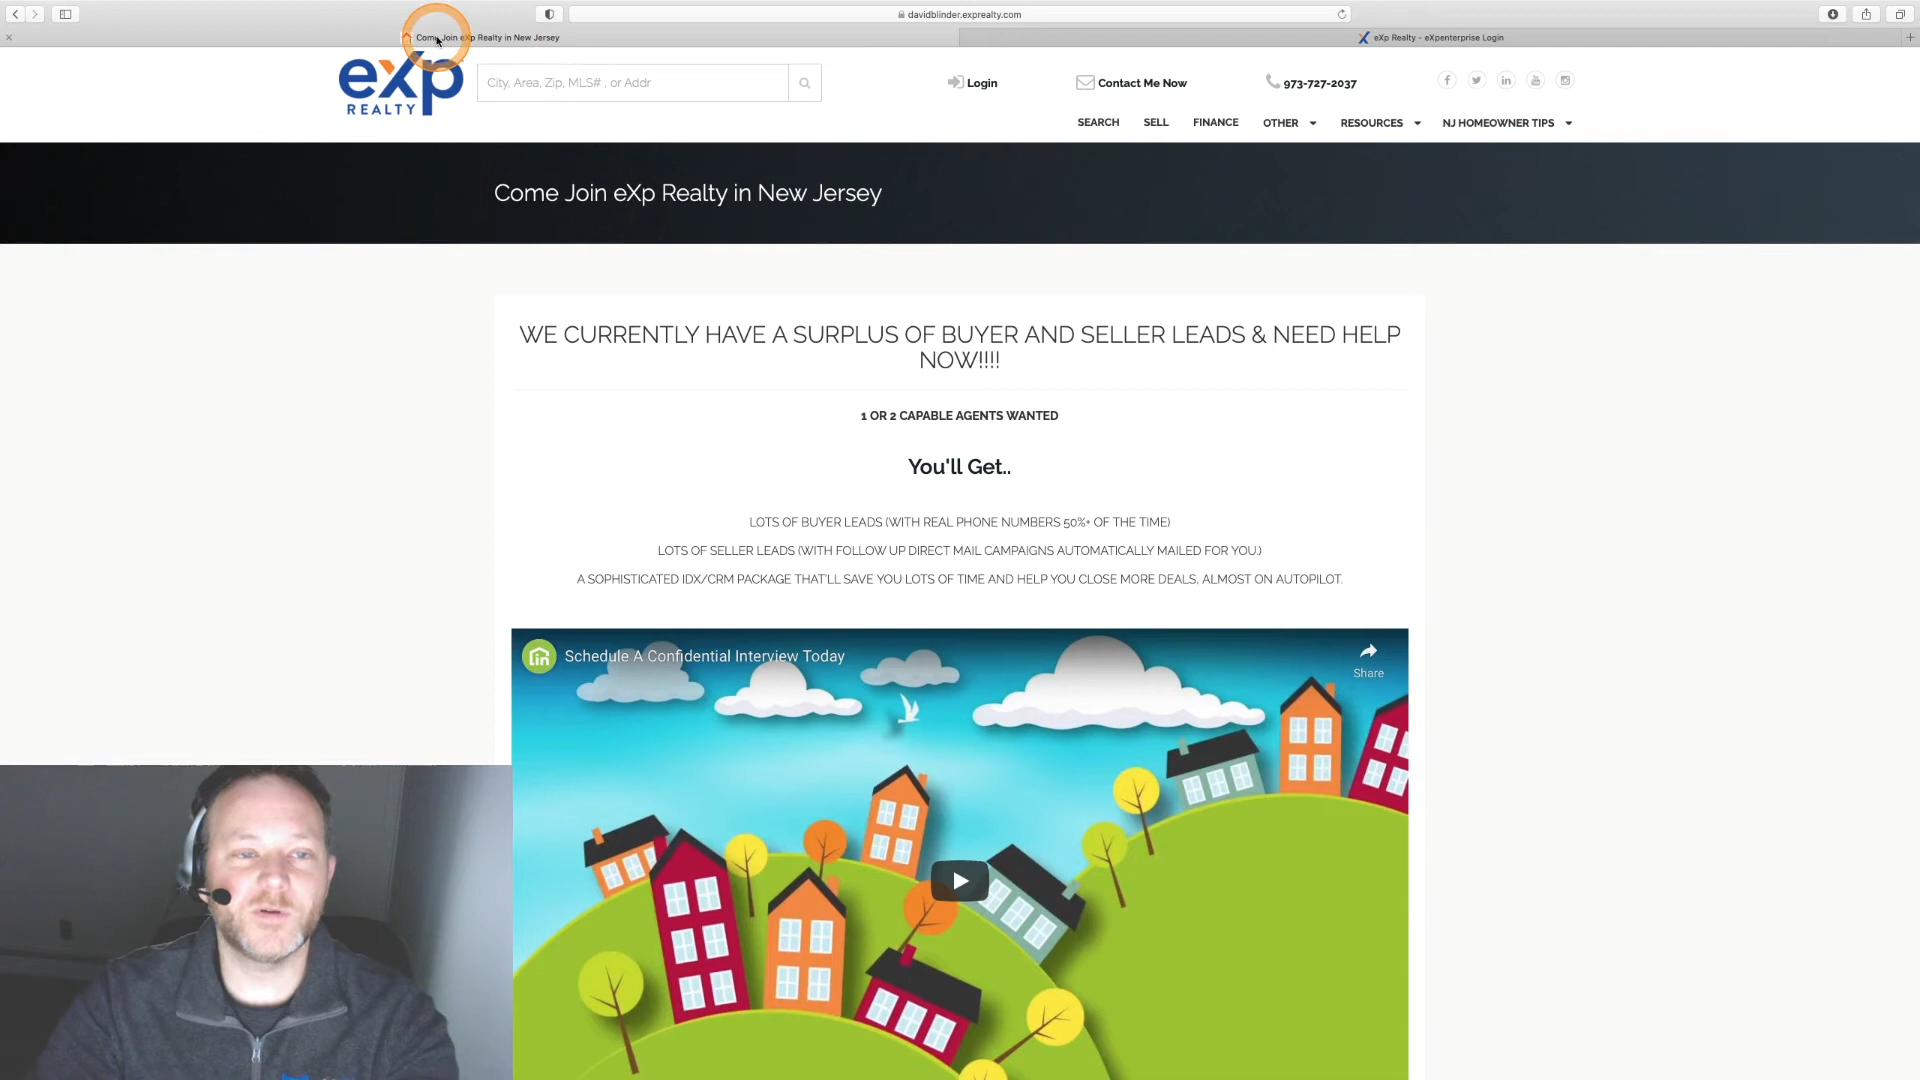 davidblinder.exprealty.com
Come Join eXp Realty in New Jersey
eXp Realty - eXpenterprise Login
eXp
REALTY
City, Area, Zip, MLS# , or Addr
Login
Contact Me Now
973-727-2037
SEARCH
SELL
FINANCE
OTHER
RESOURCES
NJ HOMEOWNER TIPS
Come Join eXp Realty in New Jersey
WE CURRENTLY HAVE A SURPLUS OF BUYER AND SELLER LEADS & NEED HELP
NOW!!!!
1 OR 2 CAPABLE AGENTS WANTED
You'll Get..
LOTS OF BUYER LEADS (WITH REAL PHONE NUMBERS 50%+ OF THE TIME)
LOTS OF SELLER LEADS (WITH FOLLOW UP DIRECT MAIL CAMPAIGNS AUTOMATICALLY MAILED FOR YOU.)
A SOPHISTICATED IDX/CRM PACKAGE THAT'LL SAVE YOU LOTS OF TIME AND HELP YOU CLOSE MORE DEALS, ALMOST ON AUTOPILOT.
in
Schedule A Confidential Interview Today
Share